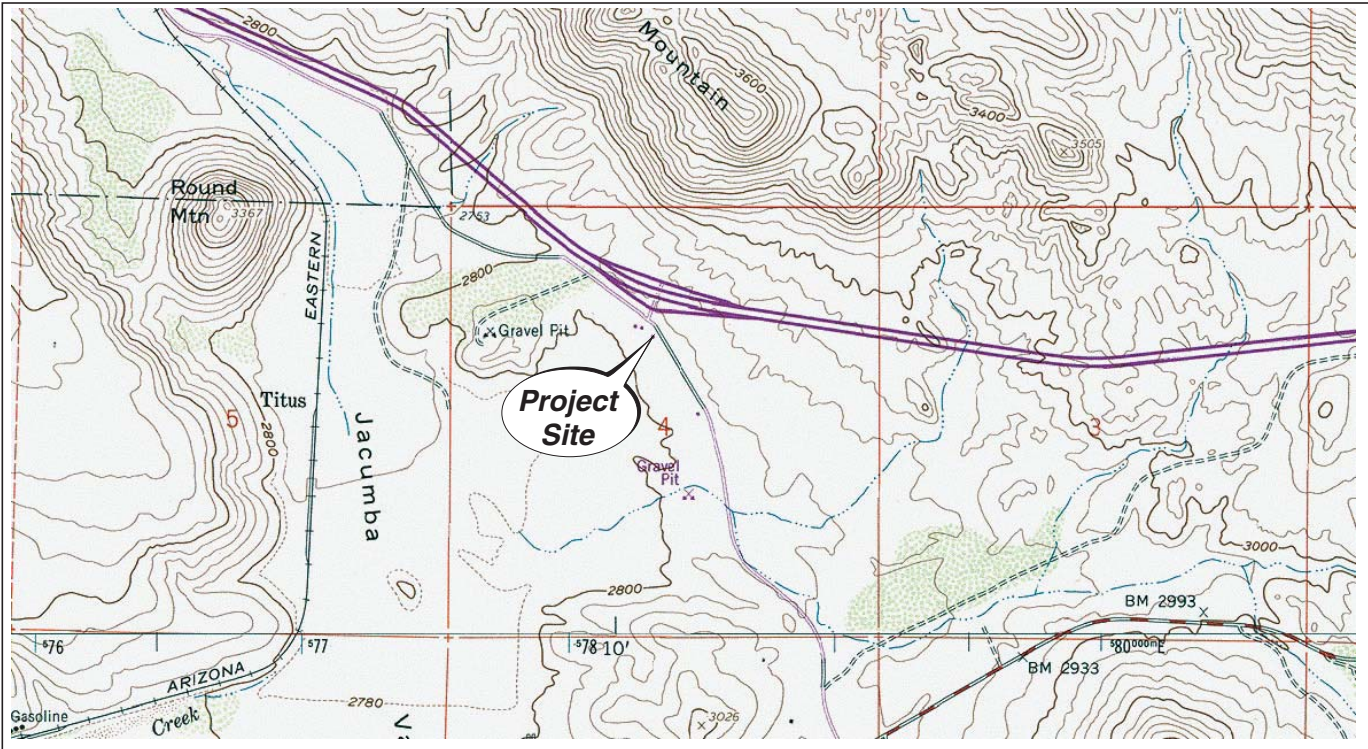 2800
Mountain
3600
3400
3505
Round
Mtn
3367
2753
EASTERN
2800
Gravel Pit
Project
Site
Titus
5
2800
Jacumba
4
3
Gravel
Pit
3000
2800
BM 2993
576
577
578
10'
580000mE
BM 2933
ARIZONA
2780
Gasoline
Creek
3026